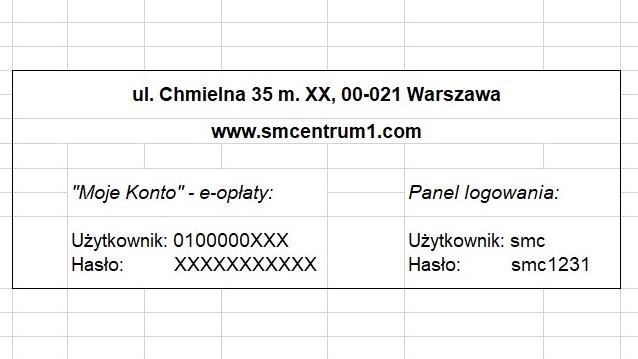 ul. Chmielna 35 m. XX, 00-021 Warszawa
www.smcentrum1.com
"Moje Konto" - e-opłaty: Panel logowania:
Użytkownik: 0100000XXX Użytkownik: smc
Hasło: XXXXXXXXXXX Hasło: smc1231